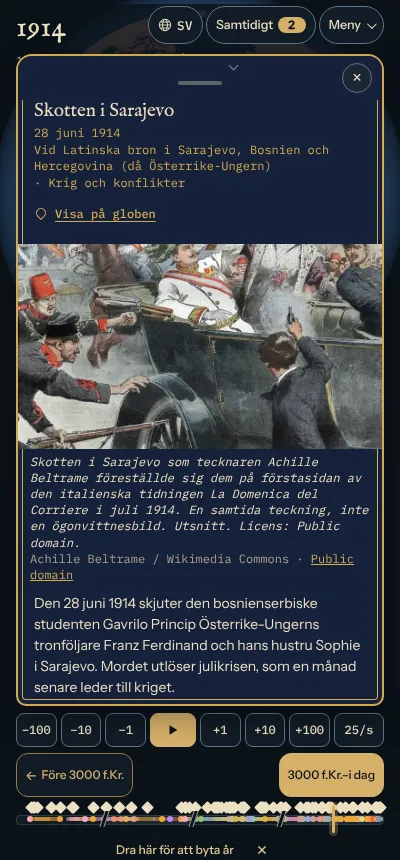 1914
SV
Samtidigt 2
Meny
Skotten i Sarajevo
28 juni 1914
Vid Latinska bron i Sarajevo, Bosnien och
Hercegovina (då Österrike-Ungern)
· Krig och konflikter
Visa på globen
Skotten i Sarajevo som tecknaren Achille
Beltrame föreställde sig dem på förstasidan av
den italienska tidningen La Domenica del
Corriere i juli 1914. En samtida teckning, inte
en ögonvittnesbild. Utsnitt. Licens: Public
domain.
Achille Beltrame / Wikimedia Commons · Public
domain
Den 28 juni 1914 skjuter den bosnienserbiske
studenten Gavrilo Princip Österrike-Ungerns
tronföljare Franz Ferdinand och hans hustru Sophie
i Sarajevo. Mordet utlöser julikrisen, som en månad
senare leder till kriget.
−100 −10 −1 +1 +10 +100 25/s
← Före 3000 f.Kr. 3000 f.Kr.–i dag
Dra här för att byta år ×